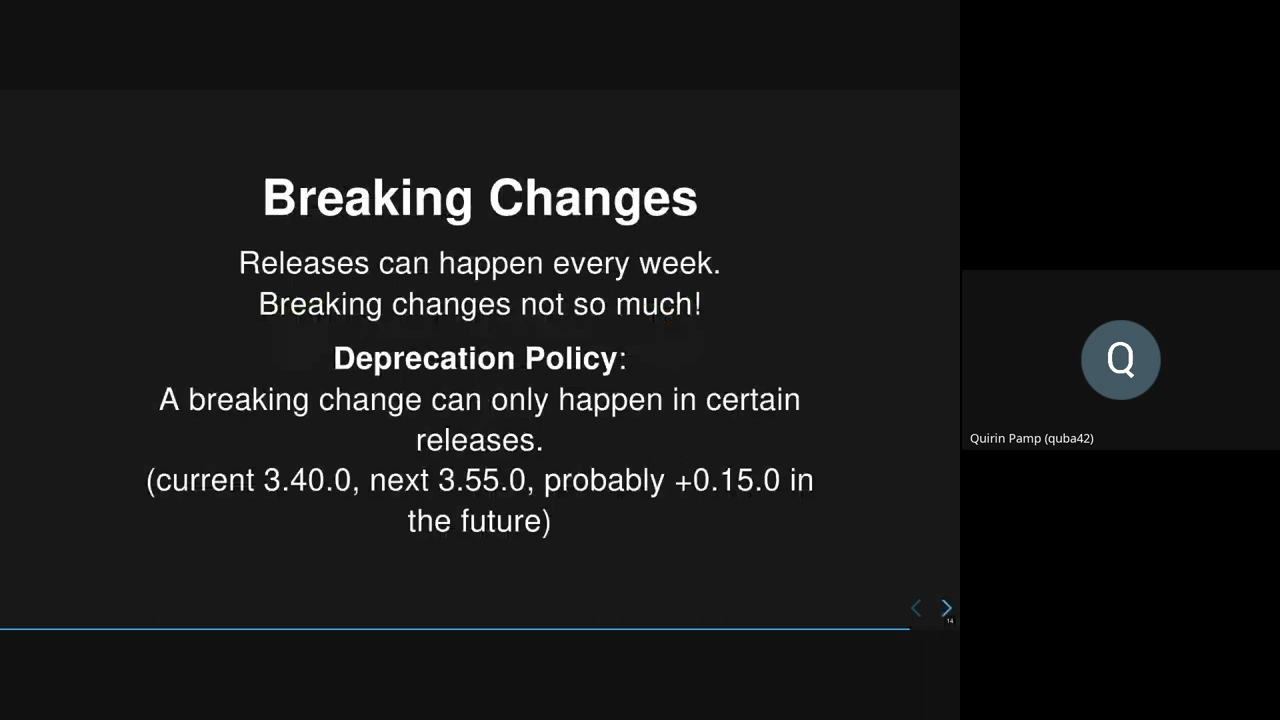 Breaking Changes
Releases can happen every week.
Breaking changes not so much!
Deprecation Policy:
A breaking change can only happen in certain
releases.
(current 3.40.0, next 3.55.0, probably +0.15.0 in
the future)
14
Q
Quirin Pamp (quba42)